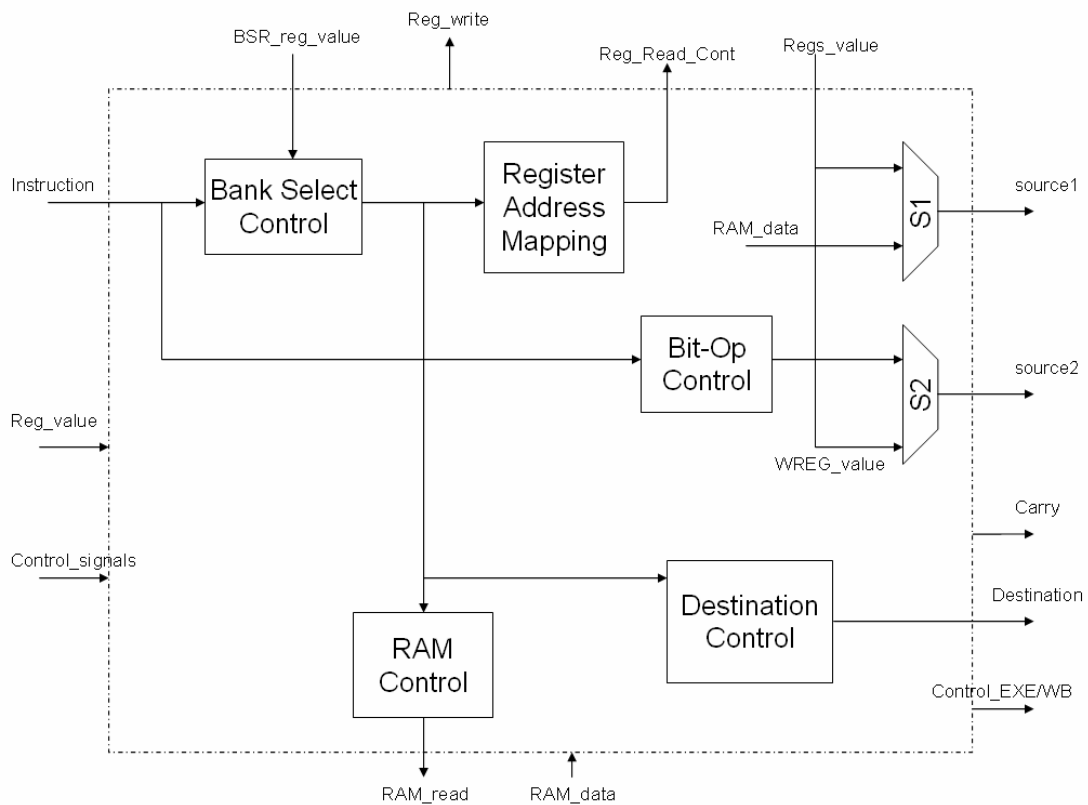 Reg_write
BSR_reg_value
Regs_value
Reg_Read_Cont
Instruction
Bank Select
Control
Register
Address
Mapping
S1
source1
RAM_data
Bit-Op
Control
S2
source2
Reg_value
WREG_value
Carry
Control_signals
Destination
Control
Destination
RAM
Control
Control_EXE/WB
RAM_read
RAM_data